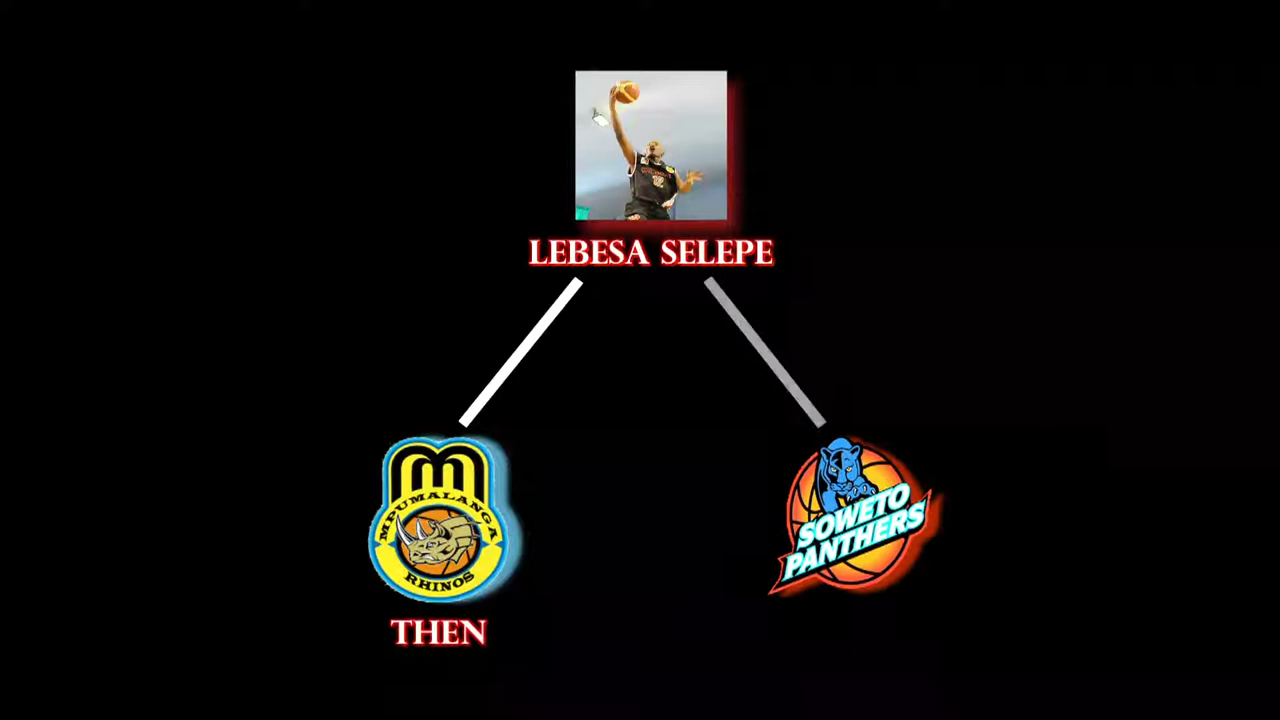 LEBESA SELEPE
MPUMALANGA
RHINOS
SOWETO
PANTHERS
THEN